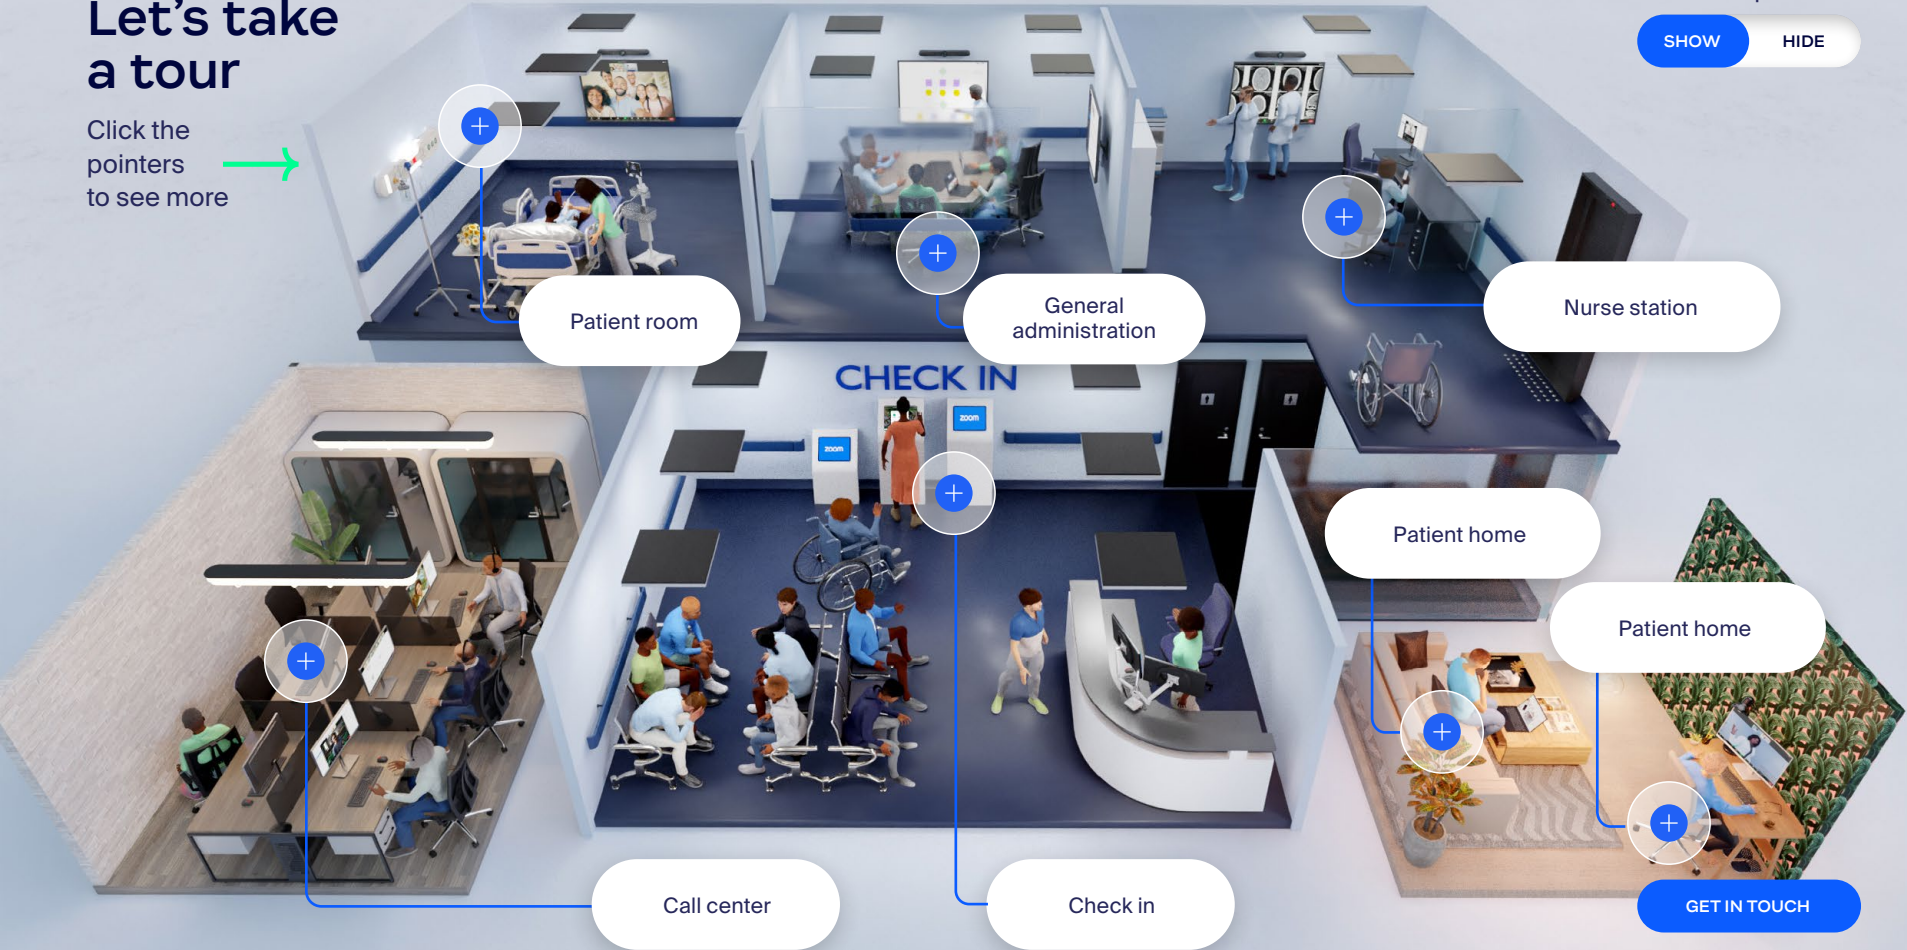 Let's take
a tour
Click the
pointers
to see more
SHOW
HIDE
Patient room
General
administration
Nurse station
CHECK IN
zoom
zoom
Patient home
Patient home
Call center
Check in
GET IN TOUCH